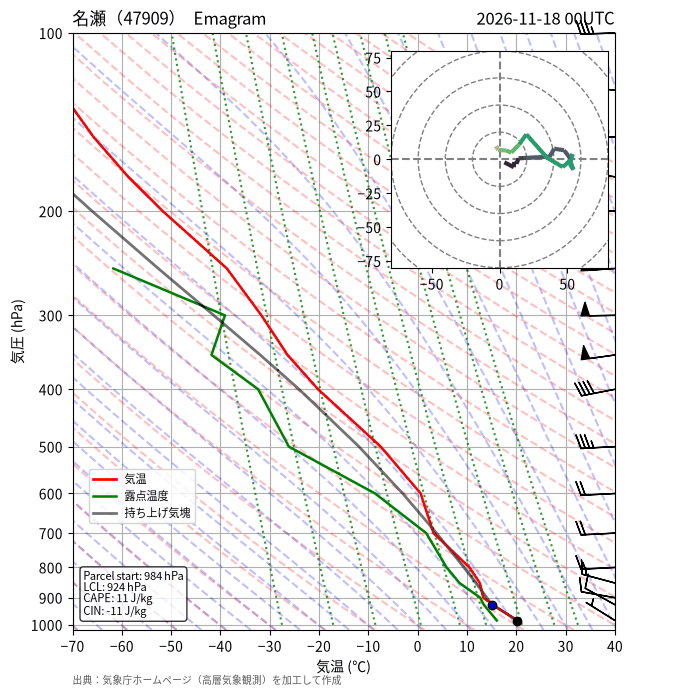 名瀬（47909） Emagram
2026-11-18 00UTC
100
200
300
400
500
600
700
800
900
1000
気圧 (hPa)
75
50
25
0
−25
−50
−75
−50
0
50
気温
露点温度
持ち上げ気塊
Parcel start: 984 hPa
LCL: 924 hPa
CAPE: 11 J/kg
CIN: -11 J/kg
−70
−60
−50
−40
−30
−20
−10
0
10
20
30
40
気温 (℃)
出典：気象庁ホームページ（高層気象観測）を加工して作成